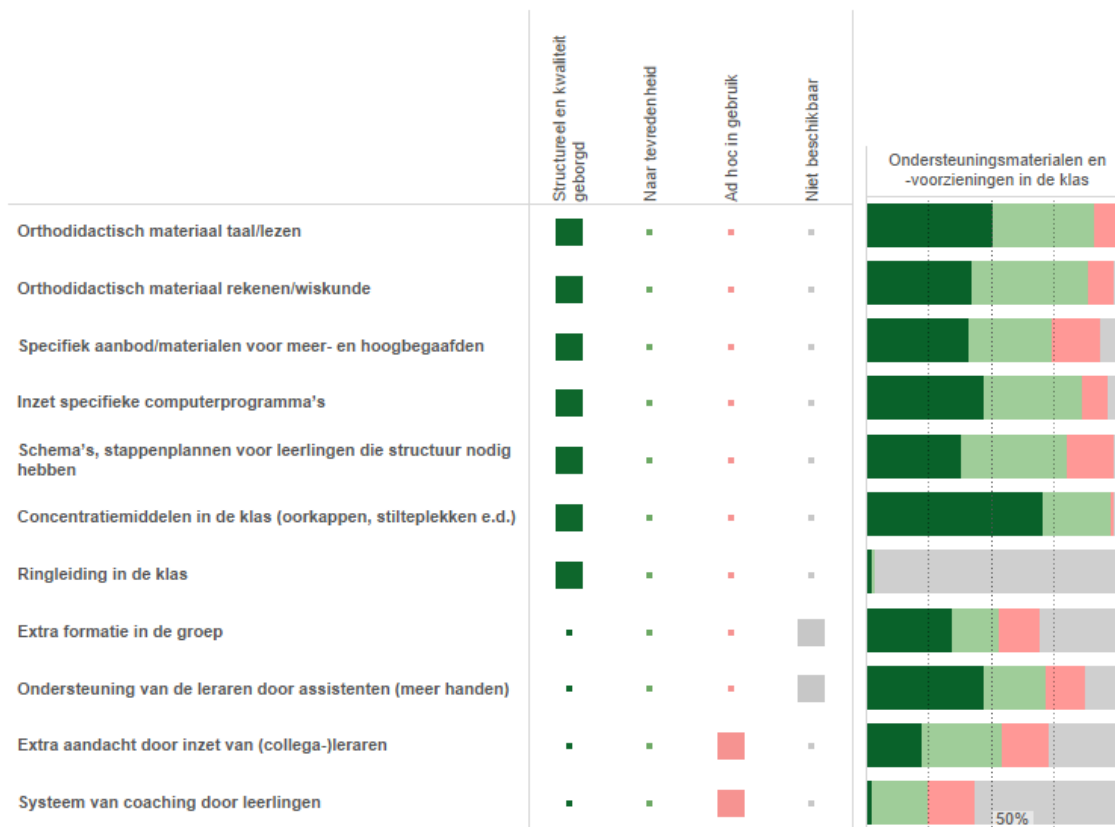 Structureel en kwaliteit
geborgd
Naar tevredenheid
Ad hoc in gebruik
Niet beschikbaar
Ondersteuningsmaterialen en
-voorzieningen in de klas
Orthodidactisch materiaal taal/lezen
Orthodidactisch materiaal rekenen/wiskunde
Specifiek aanbod/materialen voor meer- en hoogbegaafden
Inzet specifieke computerprogramma's
Schema's, stappenplannen voor leerlingen die structuur nodig
hebben
Concentratiemiddelen in de klas (oorkappen, stilteplekken e.d.)
Ringleiding in de klas
Extra formatie in de groep
Ondersteuning van de leraren door assistenten (meer handen)
Extra aandacht door inzet van (collega-)leraren
Systeem van coaching door leerlingen
50%